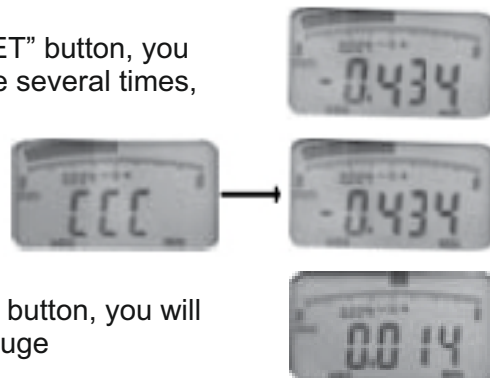 ET” button, you
e several times,
- 0.434
CCC
- 0.434
button, you will
uge
0.014